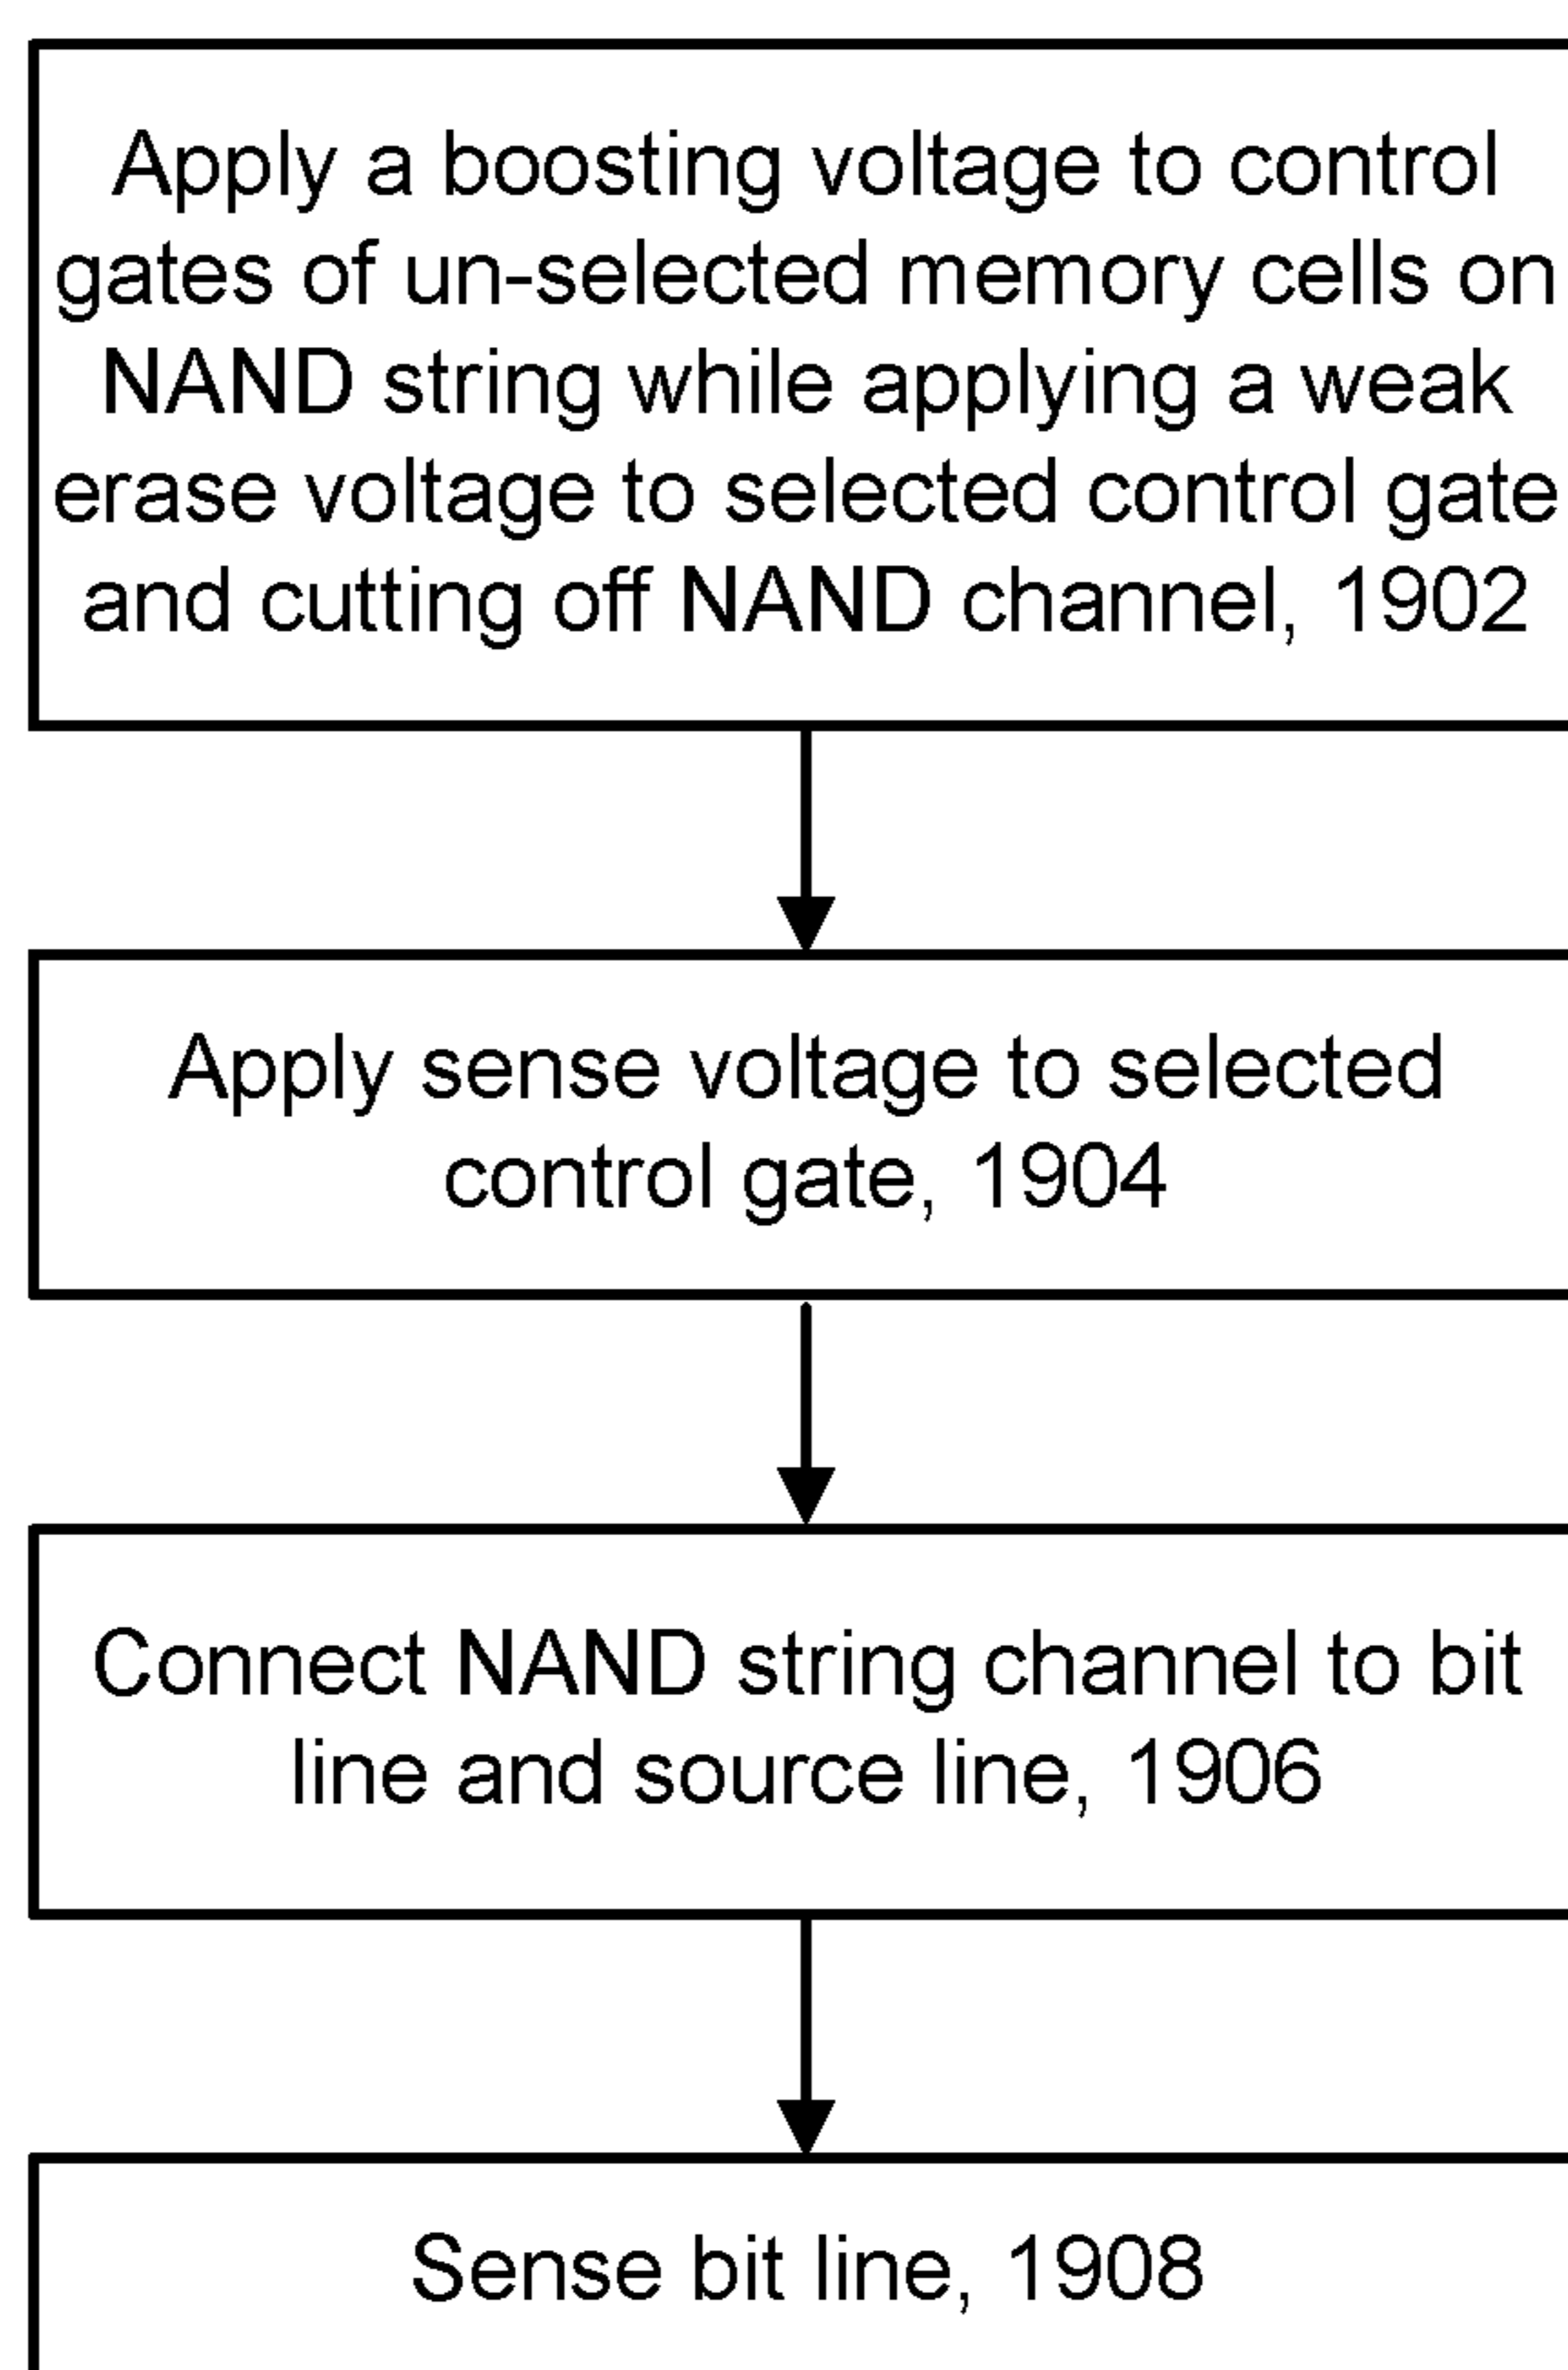 Apply a boosting voltage to control
gates of un-selected memory cells on
NAND string while applying a weak
erase voltage to selected control gate
and cutting off NAND channel, 1902
Apply sense voltage to selected
control gate, 1904
Connect NAND string channel to bit
line and source line, 1906
Sense bit line, 1908